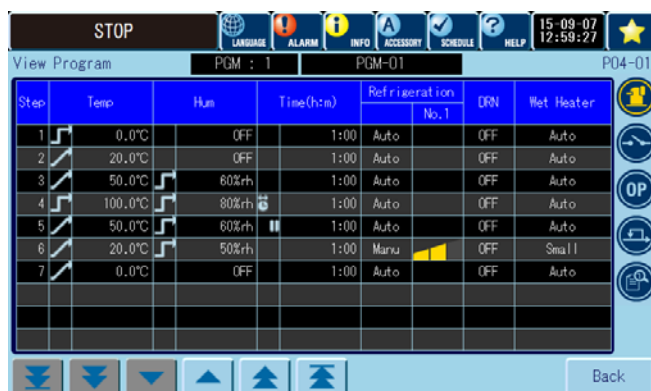 STOP LANGUAGE ALARM INFO ACCESSORY SCHEDULE HELP 15-09-07
12:59:27
View Program PGM : 1 PGM-01 P04-01
Step Temp Hum Time(h:m) Refrigeration DRN Wet Heater
No.1
1 0.0℃ OFF 1:00 Auto OFF Auto
2 20.0℃ OFF 1:00 Auto OFF Auto
3 50.0℃ 60%rh 1:00 Auto OFF Auto
4 100.0℃ 80%rh 1:00 Auto OFF Auto
5 50.0℃ 60%rh 1:00 Auto OFF Auto
6 20.0℃ 50%rh 1:00 Manu OFF Small
7 0.0℃ OFF 1:00 Auto OFF Auto
OP
Back